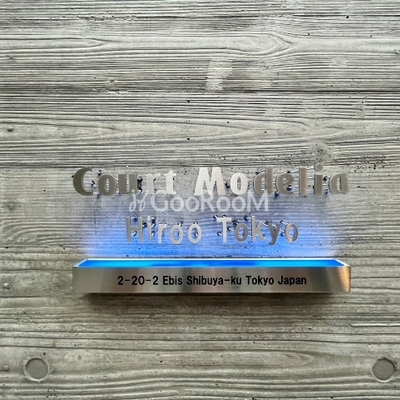 Court Modelia
GooRooM
Hiroo Tokyo
2-20-2 Ebis Shibuya-ku Tokyo Japan